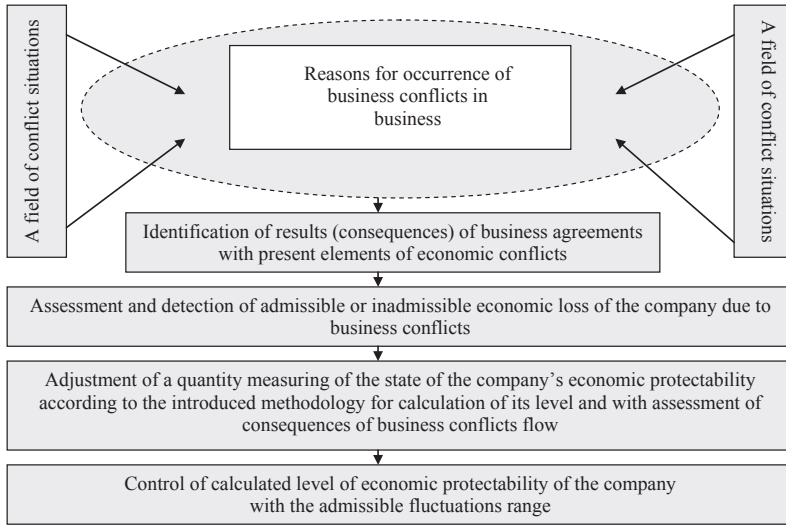 A field of conflict situations
Reasons for occurrence of
business conflicts in
business
A field of conflict situations
Identification of results (consequences) of business agreements
with present elements of economic conflicts
Assessment and detection of admissible or inadmissible economic loss of the company due to
business conflicts
Adjustment of a quantity measuring of the state of the company’s economic protectability
according to the introduced methodology for calculation of its level and with assessment of
consequences of business conflicts flow
Control of calculated level of economic protectability of the company
with the admissible fluctuations range